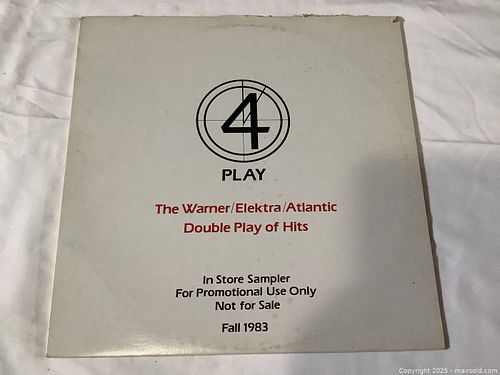 4
PLAY
The Warner/Elektra/Atlantic
Double Play of Hits
In Store Sampler
For Promotional Use Only
Not for Sale
Fall 1983
Copyright 2025 - maxsold.com